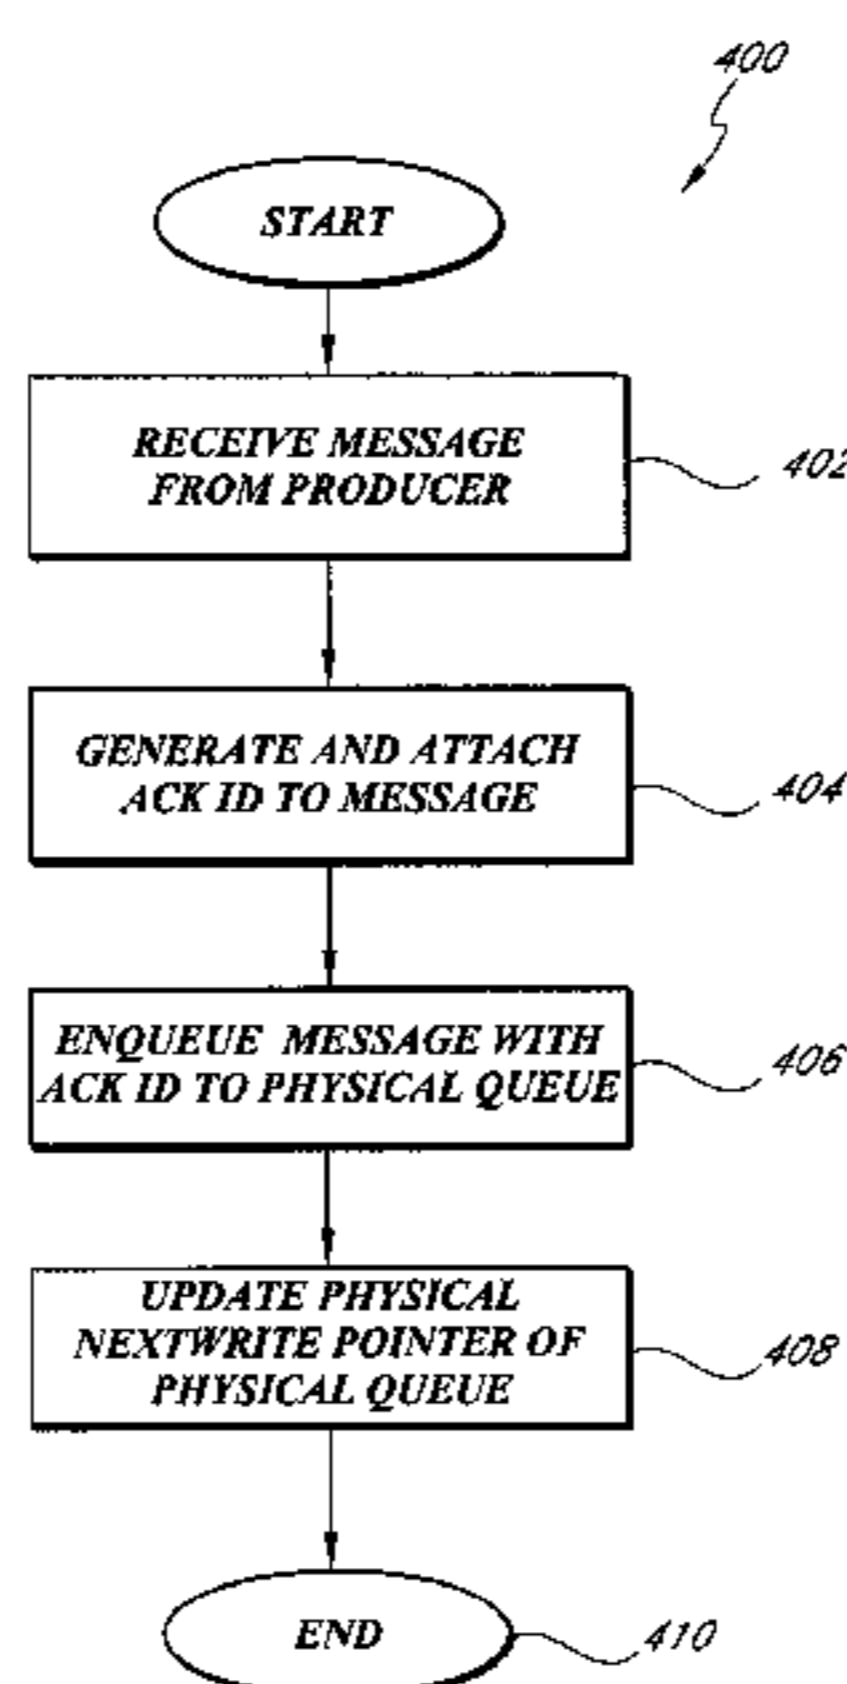 400
START
RECEIVE MESSAGE
FROM PRODUCER
402
GENERATE AND ATTACH
ACK ID TO MESSAGE
404
ENQUEUE MESSAGE WITH
ACK ID TO PHYSICAL QUEUE
406
UPDATE PHYSICAL
NEXTWRITE POINTER OF
PHYSICAL QUEUE
408
END
410